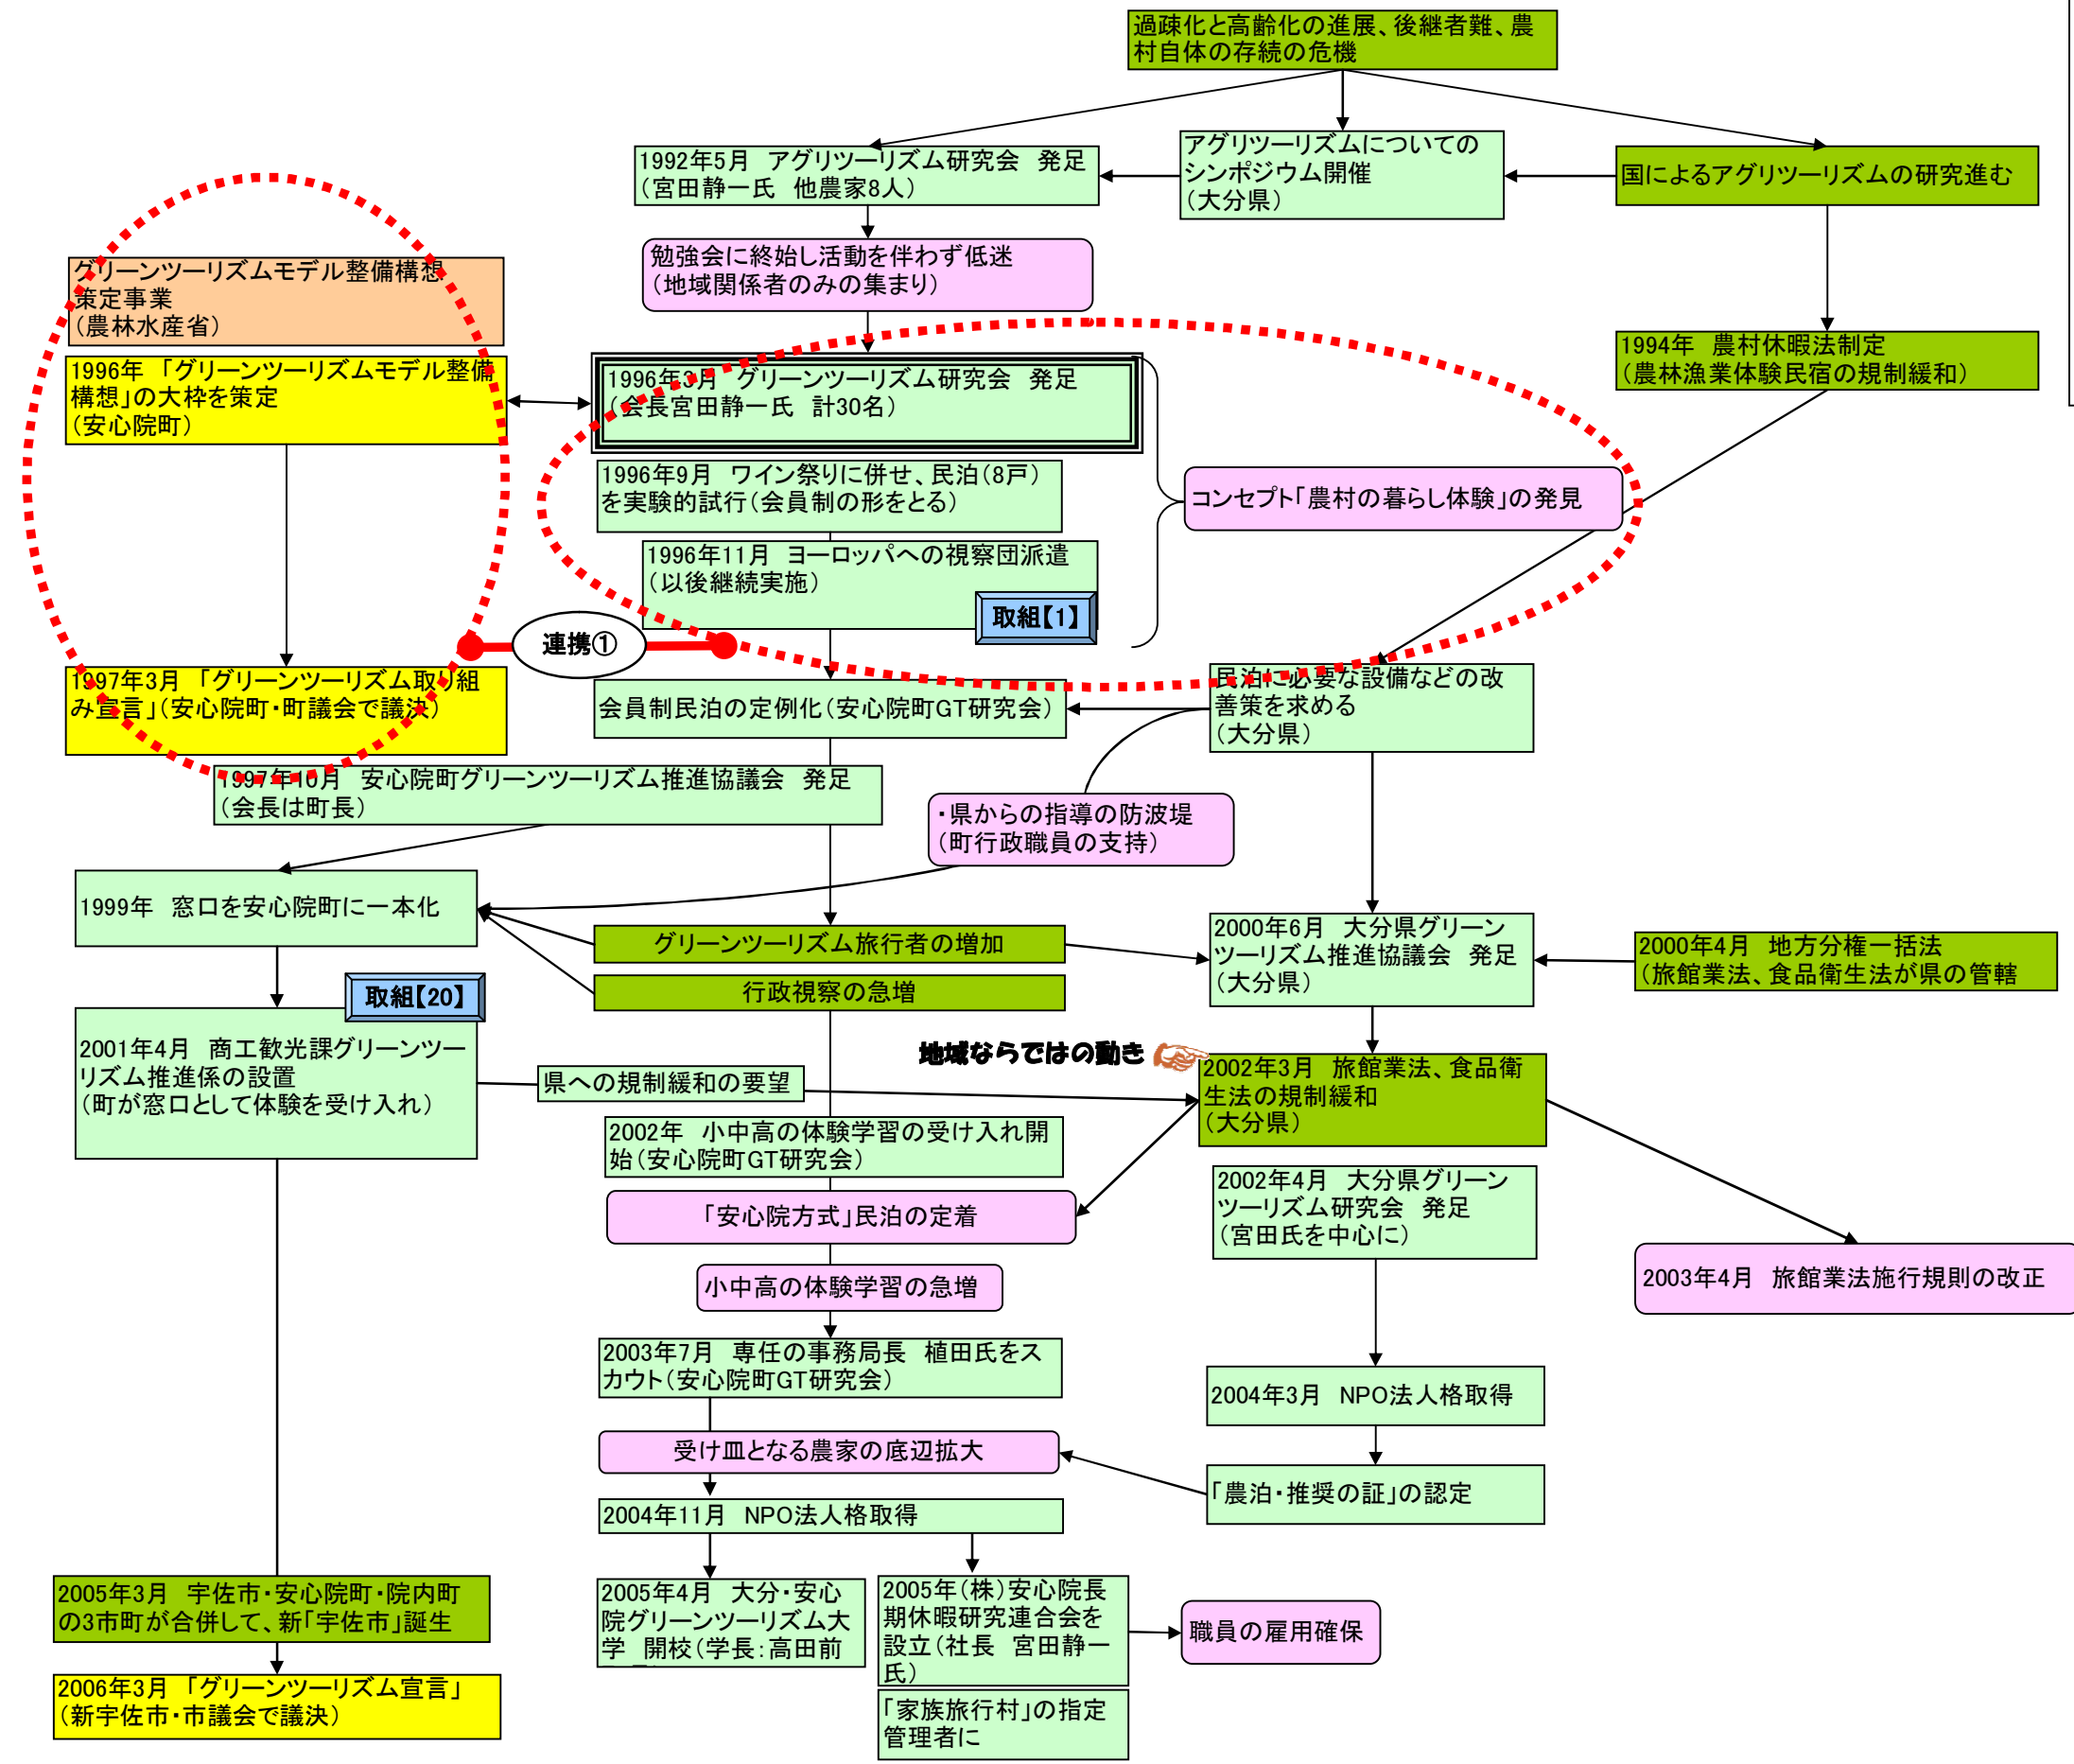 過疎化と高齢化の進展、後継者難、農
村自体の存続の危機
1992年5月　アグリツーリズム研究会　発足
（宮田静一氏　他農家8人）
アグリツーリズムについての
シンポジウム開催
（大分県）
国によるアグリツーリズムの研究進む
勉強会に終始し活動を伴わず低迷
（地域関係者のみの集まり）
グリーンツーリズムモデル整備構想
策定事業
（農林水産省）
1994年　農村休暇法制定
（農林漁業体験民宿の規制緩和）
1996年　「グリーンツーリズムモデル整備
構想」の大枠を策定
（安心院町）
1996年3月　グリーンツーリズム研究会　発足
（会長宮田静一氏　計30名）
1996年9月　ワイン祭りに併せ、民泊（8戸）
を実験的試行（会員制の形をとる）
コンセプト「農村の暮らし体験」の発見
1996年11月　ヨーロッパへの視察団派遣
（以後継続実施）
取組【1】
連携①
1997年3月　「グリーンツーリズム取り組
み宣言」（安心院町・町議会で議決）
会員制民泊の定例化（安心院町GT研究会）
民泊に必要な設備などの改
善策を求める
（大分県）
1997年10月　安心院町グリーンツーリズム推進協議会　発足
（会長は町長）
・県からの指導の防波堤
（町行政職員の支持）
1999年　窓口を安心院町に一本化
グリーンツーリズム旅行者の増加
行政視察の急増
2000年6月　大分県グリーン
ツーリズム推進協議会　発足
（大分県）
2000年4月　地方分権一括法
（旅館業法、食品衛生法が県の管轄
取組【20】
2001年4月　商工歓光課グリーンツー
リズム推進係の設置
（町が窓口として体験を受け入れ）
県への規制緩和の要望
地域ならではの動き
2002年3月　旅館業法、食品衛
生法の規制緩和
（大分県）
2002年　小中高の体験学習の受け入れ開
始（安心院町GT研究会）
「安心院方式」民泊の定着
2002年4月　大分県グリーン
ツーリズム研究会　発足
（宮田氏を中心に）
小中高の体験学習の急増
2003年4月　旅館業法施行規則の改正
2003年7月　専任の事務局長　植田氏をス
カウト（安心院町GT研究会）
2004年3月　NPO法人格取得
受け皿となる農家の底辺拡大
「農泊・推奨の証」の認定
2004年11月　NPO法人格取得
2005年3月　宇佐市・安心院町・院内町
の3市町が合併して、新「宇佐市」誕生
2005年4月　大分・安心
院グリーンツーリズム大
学　開校（学長：高田前
2005年（株）安心院長
期休暇研究連合会を
設立（社長　宮田静一
氏）
職員の雇用確保
2006年3月　「グリーンツーリズム宣言」
（新宇佐市・市議会で議決）
「家族旅行村」の指定
管理者に